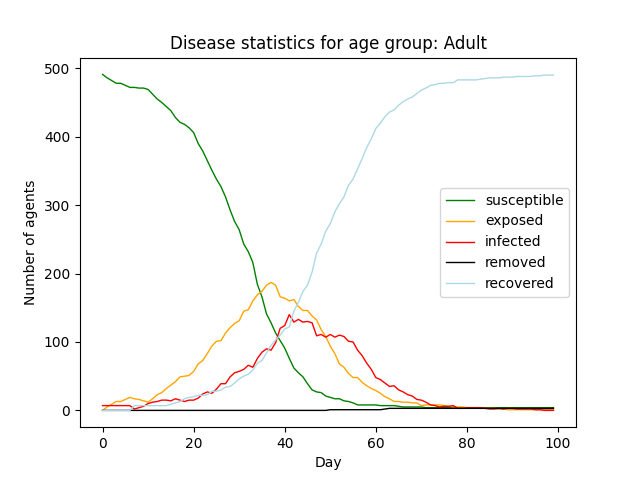 Disease statistics for age group: Adult
Number of agents
500
400
300
200
100
0
susceptible
exposed
infected
removed
recovered
0 20 40 60 80 100
Day